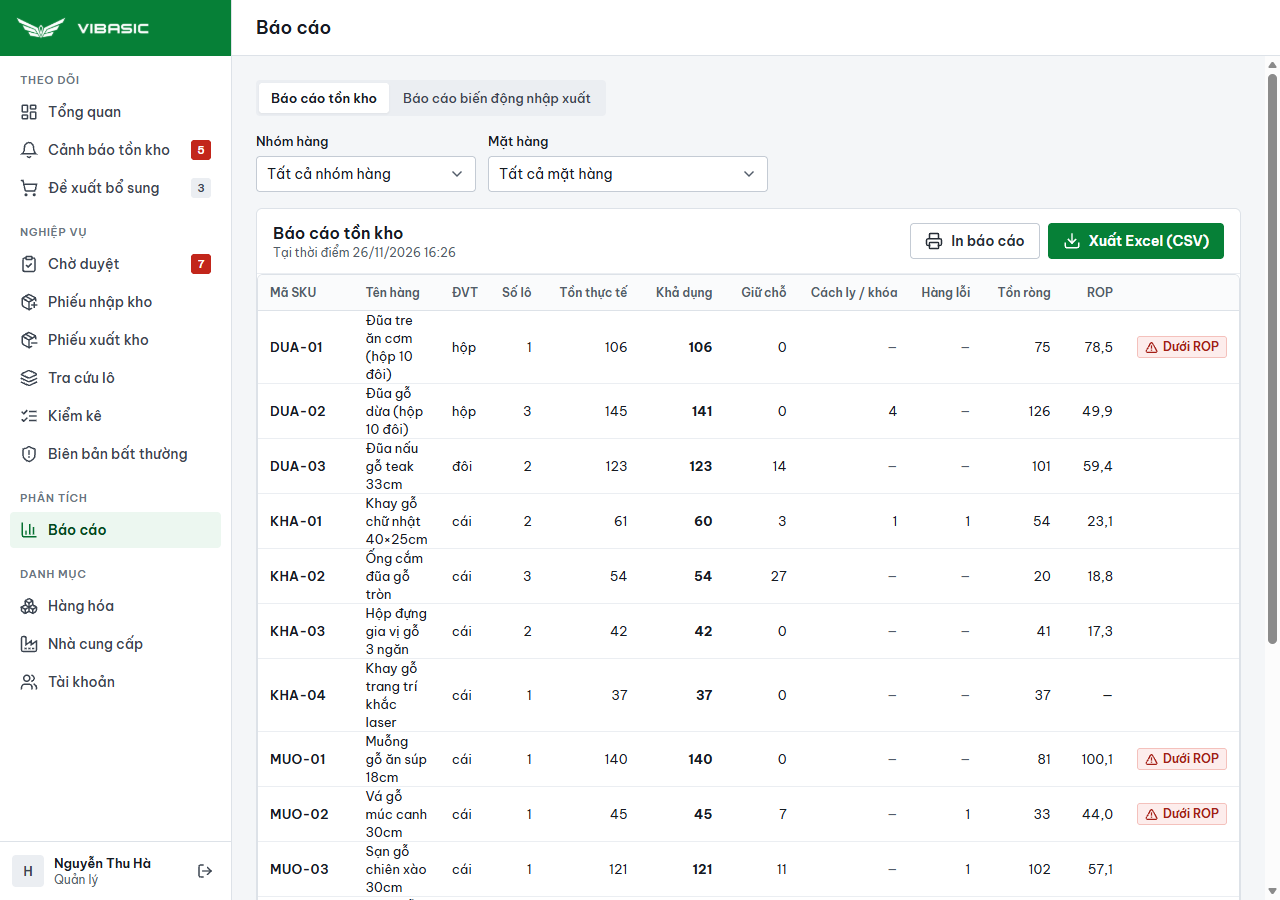 VIBASIC
Báo cáo
THEO DÕI
Tổng quan
Cảnh báo tồn kho 5
Đề xuất bổ sung 3
NGHIỆP VỤ
Chờ duyệt 7
Phiếu nhập kho
Phiếu xuất kho
Tra cứu lô
Kiểm kê
Biên bản bất thường
PHÂN TÍCH
Báo cáo
DANH MỤC
Hàng hóa
Nhà cung cấp
Tài khoản
H
Nguyễn Thu Hà
Quản lý
Báo cáo tồn kho Báo cáo biến động nhập xuất
Nhóm hàng Mặt hàng
Tất cả nhóm hàng Tất cả mặt hàng
Báo cáo tồn kho
Tại thời điểm 26/11/2026 16:26
In báo cáo Xuất Excel (CSV)
Mã SKU Tên hàng ĐVT Số lô Tồn thực tế Khả dụng Giữ chỗ Cách ly / khóa Hàng lỗi Tồn ròng ROP
DUA-01 Đũa tre ăn cơm (hộp 10 đôi) hộp 1 106 106 0 — — 75 78,5 Dưới ROP
DUA-02 Đũa gỗ dừa (hộp 10 đôi) hộp 3 145 141 0 4 — 126 49,9
DUA-03 Đũa nấu gỗ teak 33cm đôi 2 123 123 14 — — 101 59,4
KHA-01 Khay gỗ chữ nhật 40×25cm cái 2 61 60 3 1 1 54 23,1
KHA-02 Ống cắm đũa gỗ tròn cái 3 54 54 27 — — 20 18,8
KHA-03 Hộp đựng gia vị gỗ 3 ngăn cái 2 42 42 0 — — 41 17,3
KHA-04 Khay gỗ trang trí khắc laser cái 1 37 37 0 — — 37 —
MUO-01 Muỗng gỗ ăn súp 18cm cái 1 140 140 0 — — 81 100,1 Dưới ROP
MUO-02 Vá gỗ múc canh 30cm cái 1 45 45 7 — 1 33 44,0 Dưới ROP
MUO-03 Sạn gỗ chiên xào 30cm cái 1 121 121 11 — 1 102 57,1